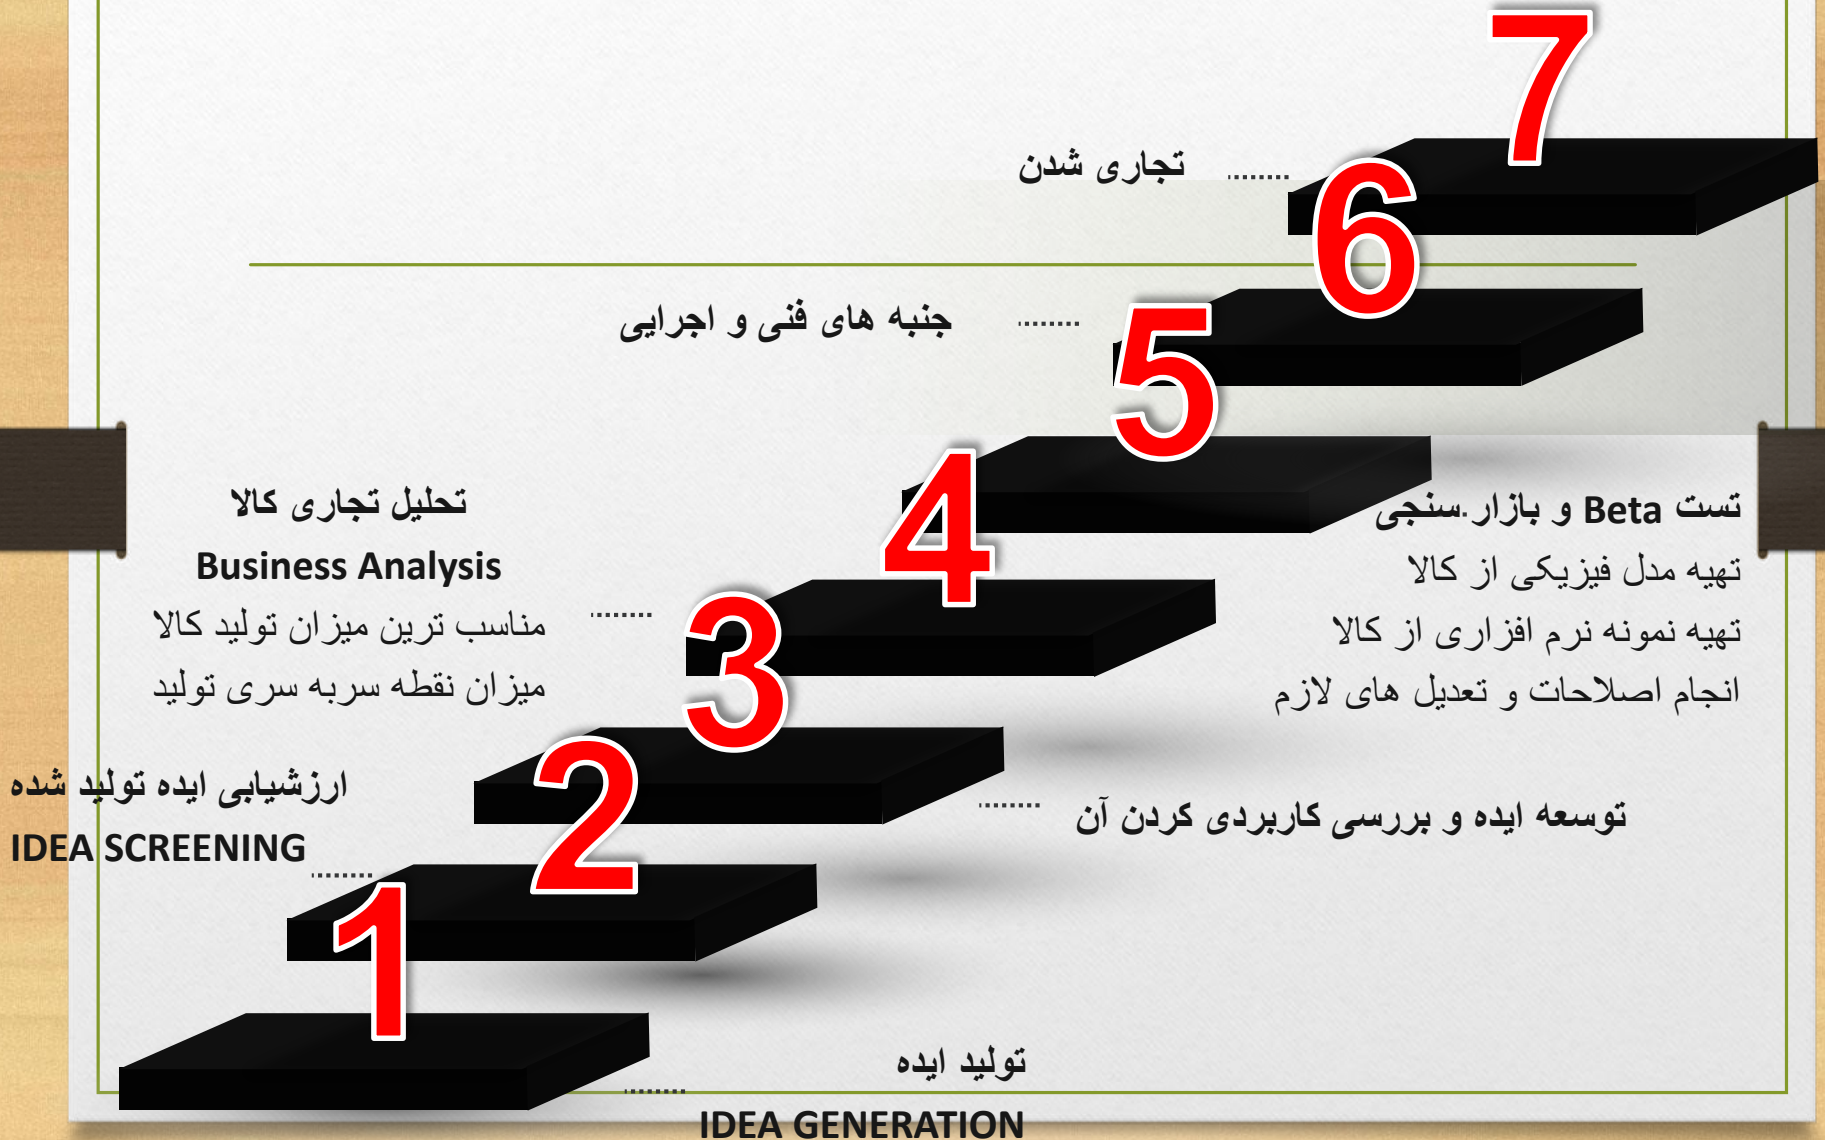 7
تجاری شدن
6
جنبه های فنی و اجرایی
5
تست Beta و بازار.سنجی
تهیه مدل فیزیکی از کالا
تهیه نمونه نرم افزاری از کالا
انجام اصلاحات و تعدیل های لازم
4
تحلیل تجاری کالا
Business Analysis
مناسب ترین میزان تولید کالا
میزان نقطه سربه سری تولید
3
توسعه ایده و بررسی کاربردی کردن آن
2
ارزشیابی ایده تولید شده
IDEA SCREENING
1
تولید ایده
IDEA GENERATION